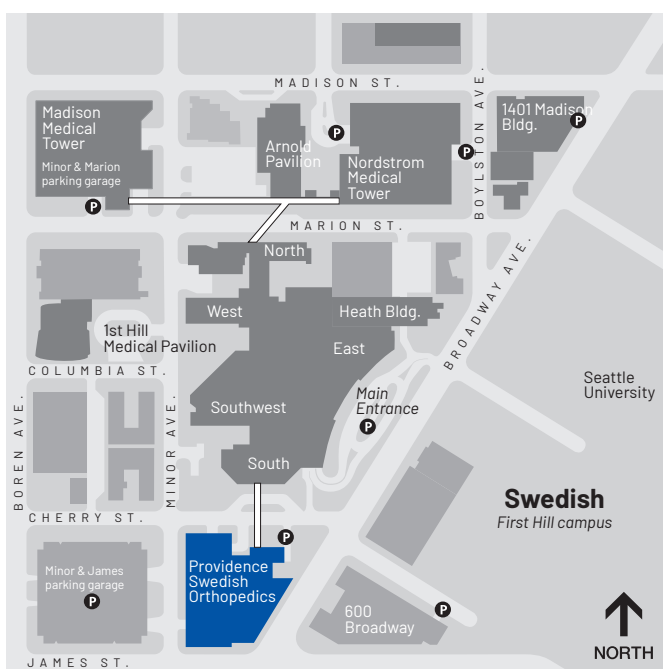 MADISON ST.
BOYLSTON AVE.
Madison
Medical
Tower
Minor & Marion
parking garage
P
Arnold
Pavilion
P
Nordstrom
Medical
Tower
P
1401 Madison
Bldg.
P
MARION ST.
North
West
Heath Bldg.
East
1st Hill
Medical Pavilion
COLUMBIA ST.
BROADWAY AVE.
Seattle
University
Main
Entrance
P
Southwest
South
BOREN AVE.
MINOR AVE.
Swedish
First Hill campus
CHERRY ST.
P
Minor & James
parking garage
P
Providence
Swedish
Orthopedics
600
Broadway
P
NORTH
JAMES ST.